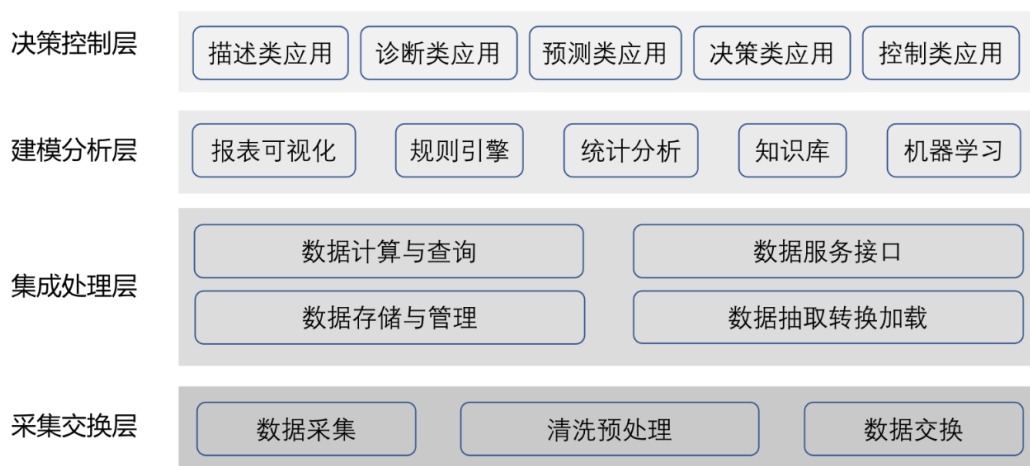 决策控制层
描述类应用 诊断类应用 预测类应用 决策类应用 控制类应用
建模分析层
报表可视化 规则引擎 统计分析 知识库 机器学习
集成处理层
数据计算与查询 数据服务接口
数据存储与管理 数据抽取转换加载
采集交换层
数据采集 清洗预处理 数据交换